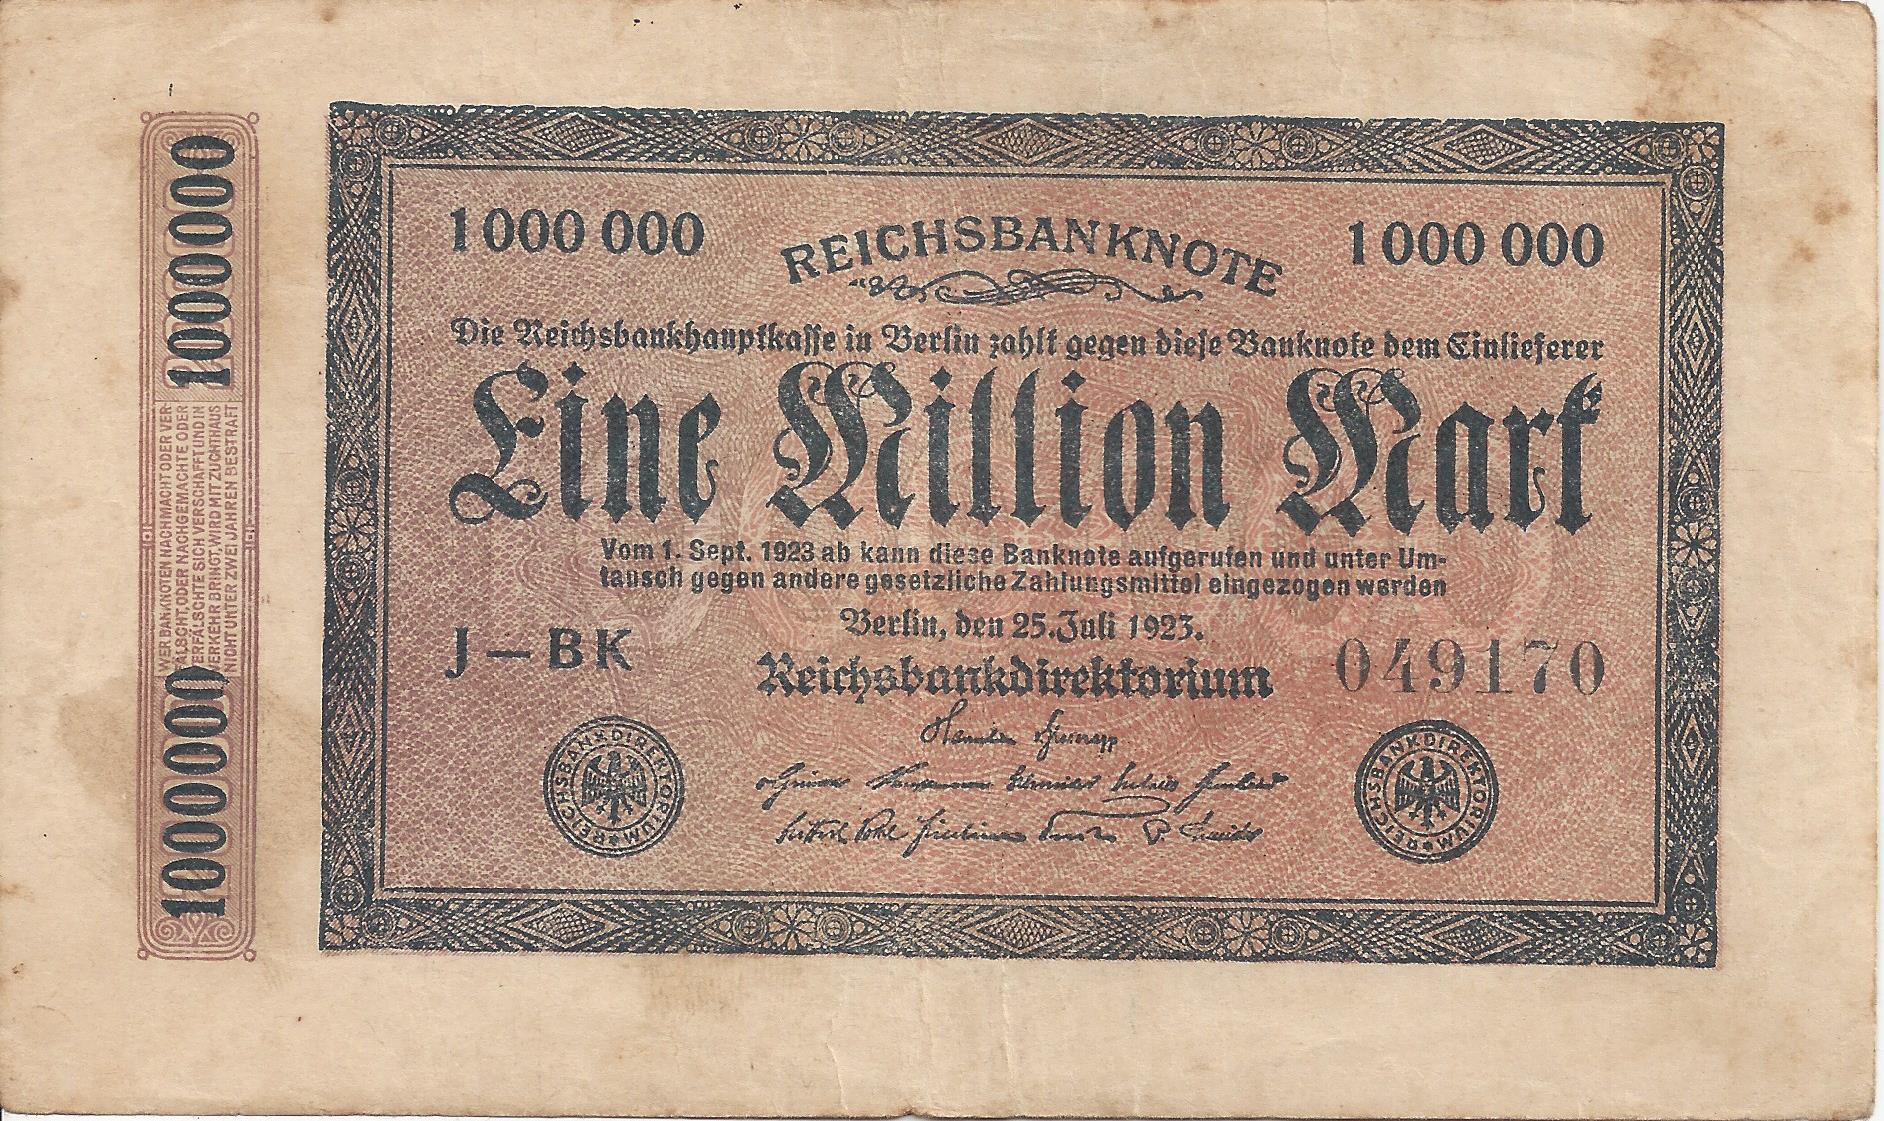 1000000
WER BANKNOTEN NACHMACHT ODER VER-
FÄLSCHT, ODER NACHGEMACHTE ODER
VERFÄLSCHTE SICH VERSCHAFFT UND IN
VERKEHR BRINGT, WIRD MIT ZUCHTHAUS
NICHT UNTER ZWEI JAHREN BESTRAFT
1000000
1 000 000
REICHSBANKNOTE
1 000 000
Die Reichsbankhauptkasse in Berlin zahlt gegen diese Banknote dem Einlieferer
Eine Million Mark
Vom 1. Sept. 1923 ab kann diese Banknote aufgerufen und unter Um-
tausch gegen andere gesetzliche Zahlungsmittel eingezogen werden
Berlin, den 25. Juli 1923.
J–BK
Reichsbankdirektorium
049170
REICHSBANKDIREKTORIUM
REICHSBANKDIREKTORIUM